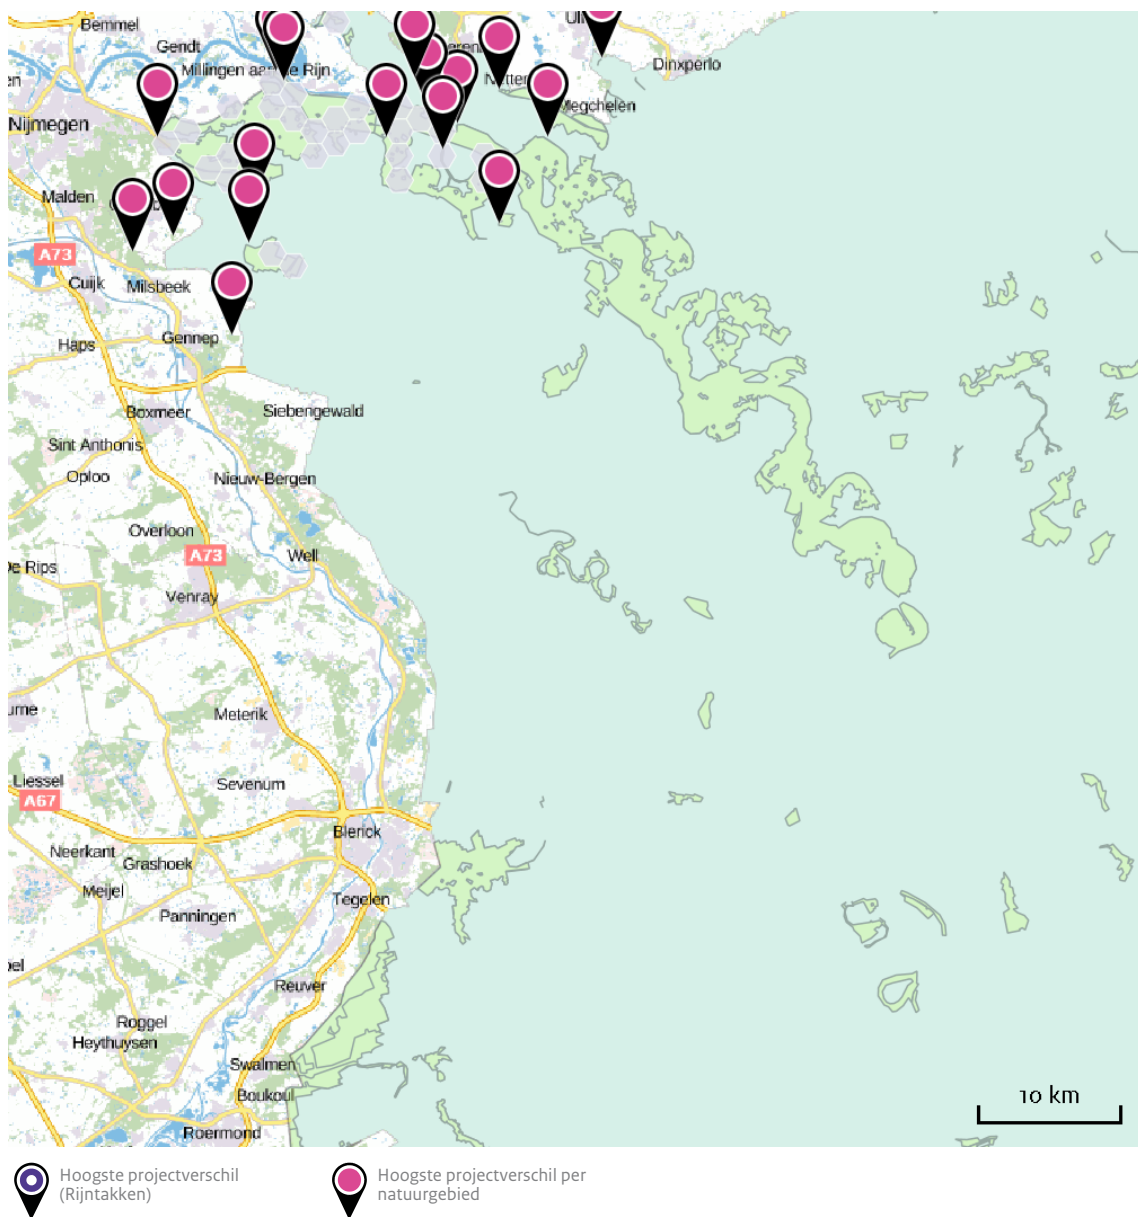 Bemmel
Gendt
Dinxperlo
Millingen aan de Rijn
Megchelen
Nijmegen
Malden
A73
Cuijk
Milsbeek
Gennep
Haps
Boxmeer
Siebengewald
Sint Anthonis
Oploo
Nieuw-Bergen
Overloon
A73
Well
De Rips
Venray
Meterik
Liessel
Sevenum
A67
Blerick
Neerkant
Grashoek
Meijel
Tegelen
Panningen
Reuver
Roggel
Heythuysen
Swalmen
Boukoul
10 km
Roermond
Hoogste projectverschil
(Rijntakken)
Hoogste projectverschil per
natuurgebied